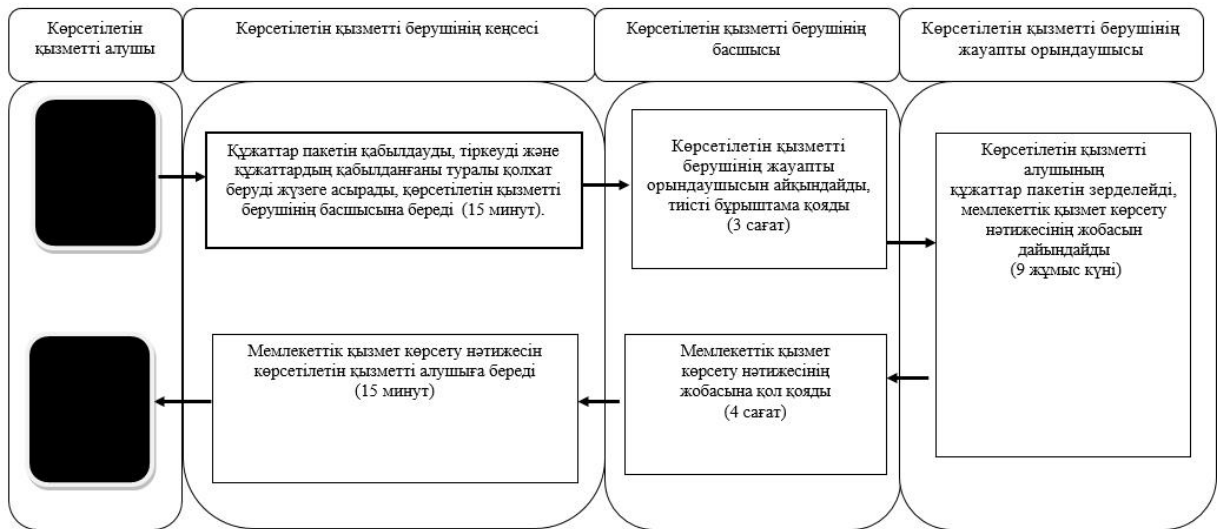 Көрсетілетін
қызметті алушы
Көрсетілетін қызметті берушінің кеңсесі
Көрсетілетін қызметті берушінің
басшысы
Көрсетілетін қызметті берушінің
жауапты орындаушысы
Құжаттар пакетін қабылдауды, тіркеуді және
құжаттардың қабылданғаны туралы қолхат
беруді жүзеге асырады, қөрсетілетін қызметті
берушінің басшысына береді (15 минут).
Көрсетілетін қызметті
берушінің жауапты
орындаушысын айқындайды,
тиісті бұрыштама қояды
(3 сағат)
Көрсетілетін қызметті
алушының
құжаттар пакетін зерделейді,
мемлекеттік қызмет көрсету
нәтижесінің жобасын
дайындайды
(9 жұмыс күні)
Мемлекеттік қызмет көрсету нәтижесін
көрсетілетін қызметті алушыға береді
(15 минут)
Мемлекеттік қызмет
көрсету нәтижесінің
жобасына қол қояды
(4 сағат)